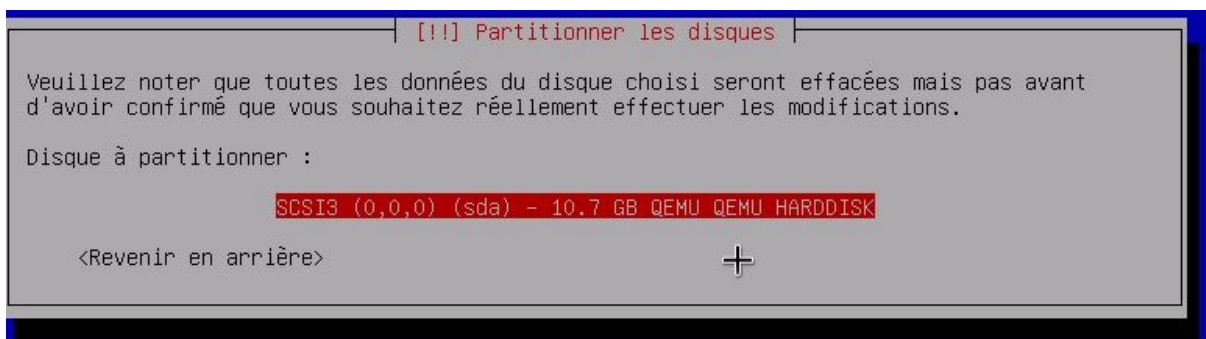 [!!] Partitionner les disques
Veuillez noter que toutes les données du disque choisi seront effacées mais pas avant
d'avoir confirmé que vous souhaitez réellement effectuer les modifications.
Disque à partitionner :
SCSI3 (0,0,0) (sda) - 10.7 GB QEMU QEMU HARDDISK
<Revenir en arrière>